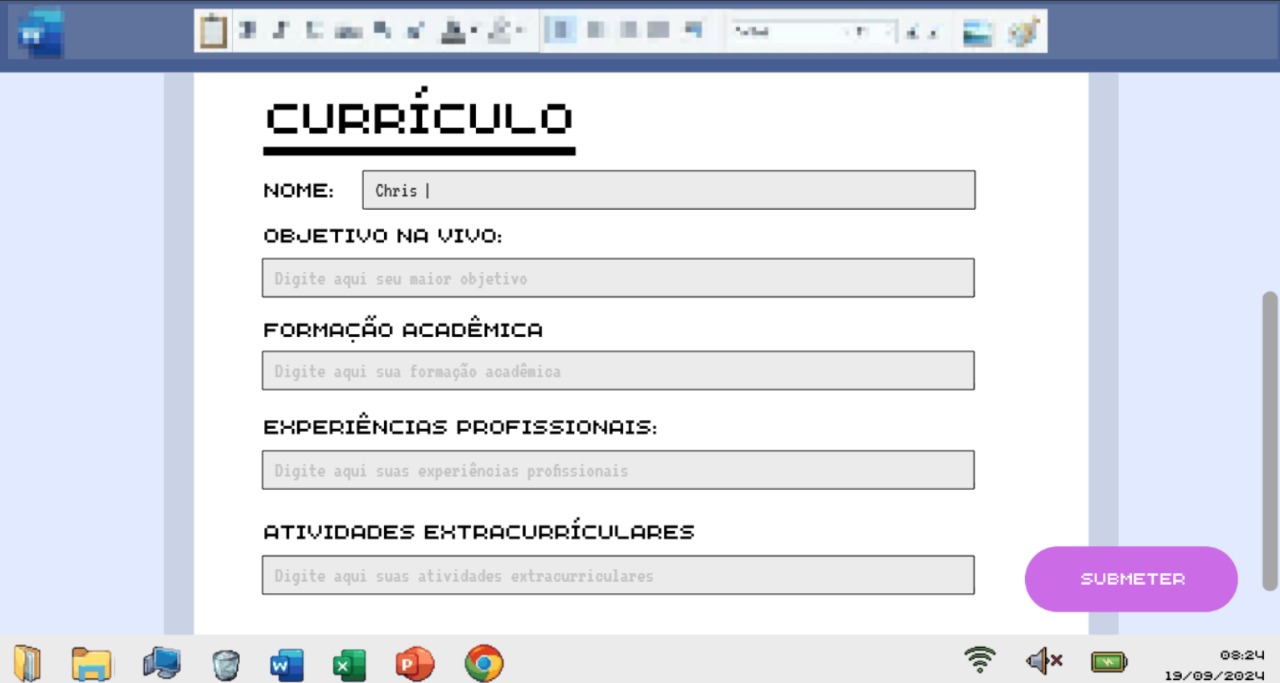 CURRÍCULO
NOME: Chris
OBJETIVO NA VIVO:
Digite aqui seu maior objetivo
FORMAÇÃO ACADÊMICA
Digite aqui sua formação acadêmica
EXPERIÊNCIAS PROFISSIONAIS:
Digite aqui suas experiências profissionais
ATIVIDADES EXTRACURRÍCULARES
Digite aqui suas atividades extracurriculares
SUBMETER
08:24
19/09/2024